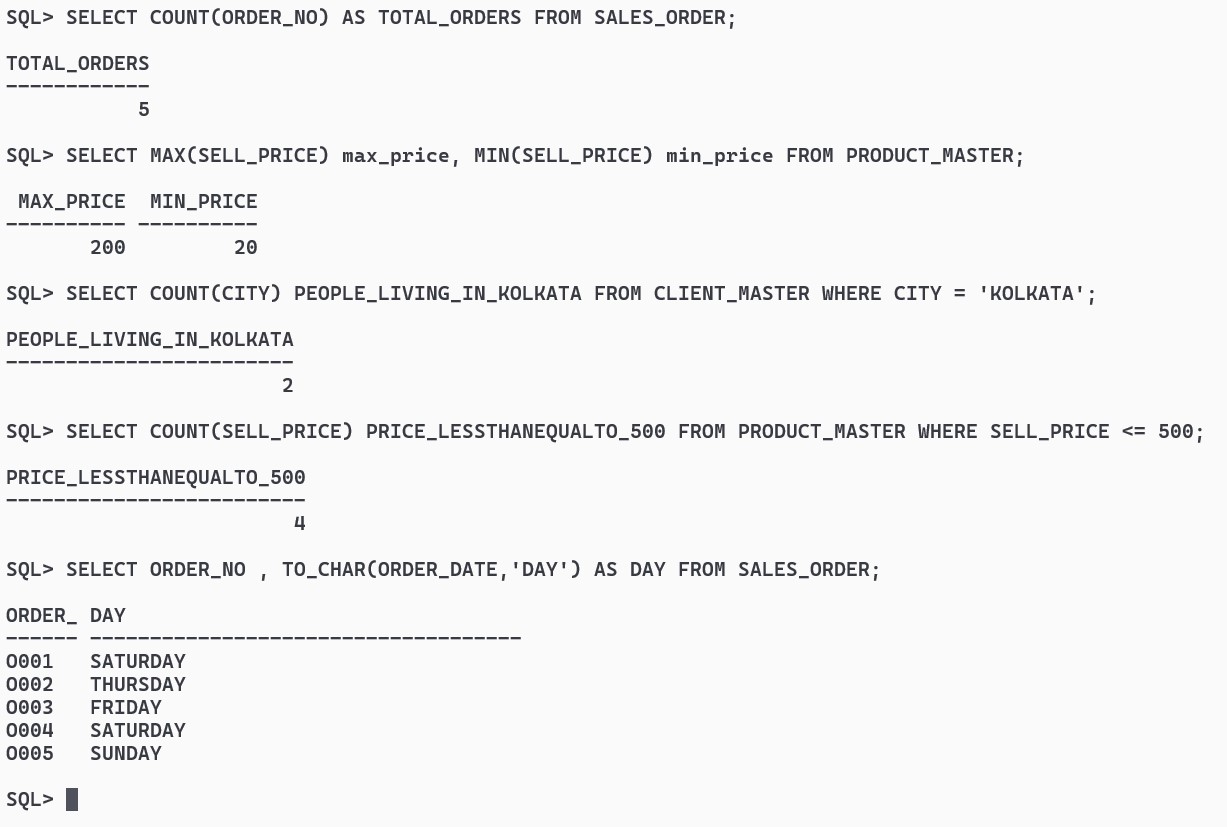 SQL> SELECT COUNT(ORDER_NO) AS TOTAL_ORDERS FROM SALES_ORDER;
TOTAL_ORDERS
------------
5
SQL> SELECT MAX(SELL_PRICE) max_price, MIN(SELL_PRICE) min_price FROM PRODUCT_MASTER;
MAX_PRICE  MIN_PRICE
---------- ----------
200         20
SQL> SELECT COUNT(CITY) PEOPLE_LIVING_IN_KOLKATA FROM CLIENT_MASTER WHERE CITY = 'KOLKATA';
PEOPLE_LIVING_IN_KOLKATA
------------------------
2
SQL> SELECT COUNT(SELL_PRICE) PRICE_LESSTHANEQUALTO_500 FROM PRODUCT_MASTER WHERE SELL_PRICE <= 500;
PRICE_LESSTHANEQUALTO_500
-------------------------
4
SQL> SELECT ORDER_NO , TO_CHAR(ORDER_DATE,'DAY') AS DAY FROM SALES_ORDER;
ORDER_ DAY
------ ------------------------------------
O001   SATURDAY
O002   THURSDAY
O003   FRIDAY
O004   SATURDAY
O005   SUNDAY
SQL>